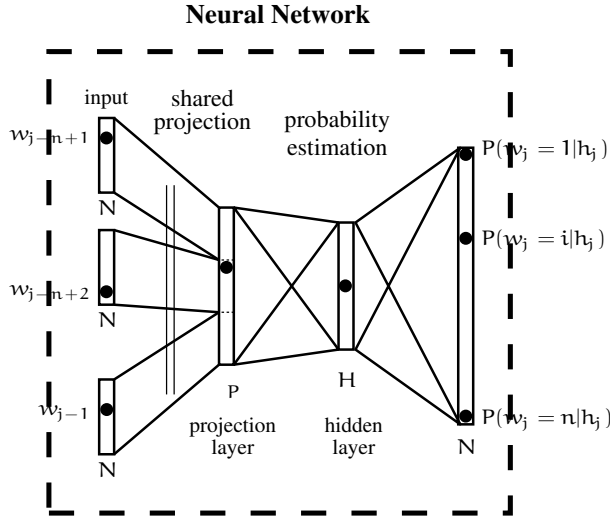 Neural Network
input
shared
projection
probability
estimation
w_{j−n+1}
N
w_{j−n+2}
N
w_{j−1}
N
P
projection
layer
H
hidden
layer
P(w_j = 1|h_j)
P(w_j = i|h_j)
P(w_j = n|h_j)
N